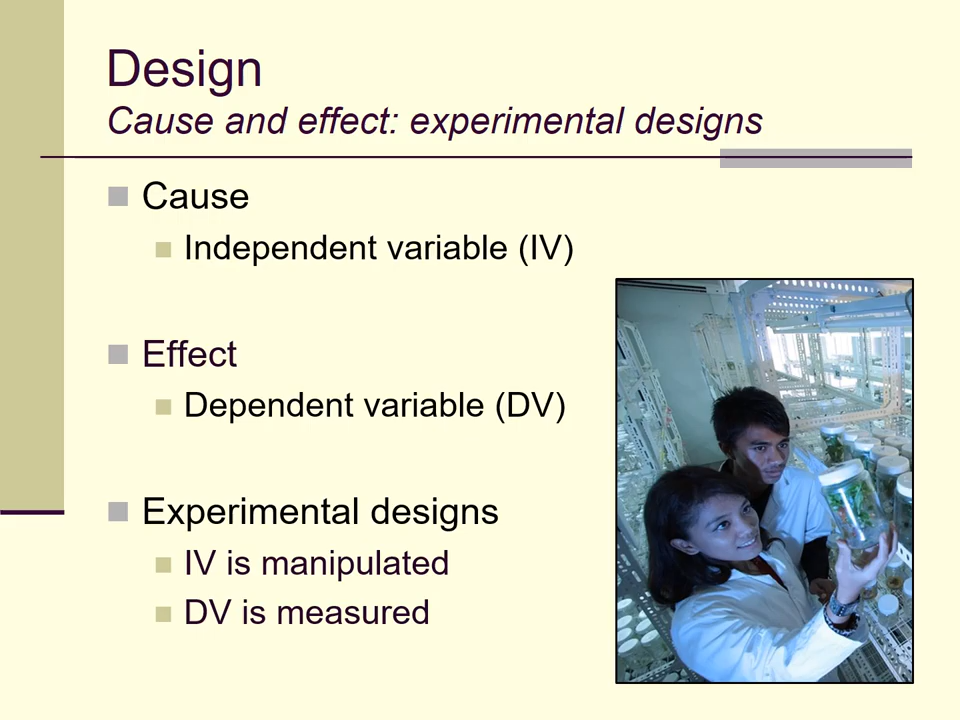 Design
Cause and effect: experimental designs
Cause
Independent variable (IV)
Effect
Dependent variable (DV)
Experimental designs
IV is manipulated
DV is measured